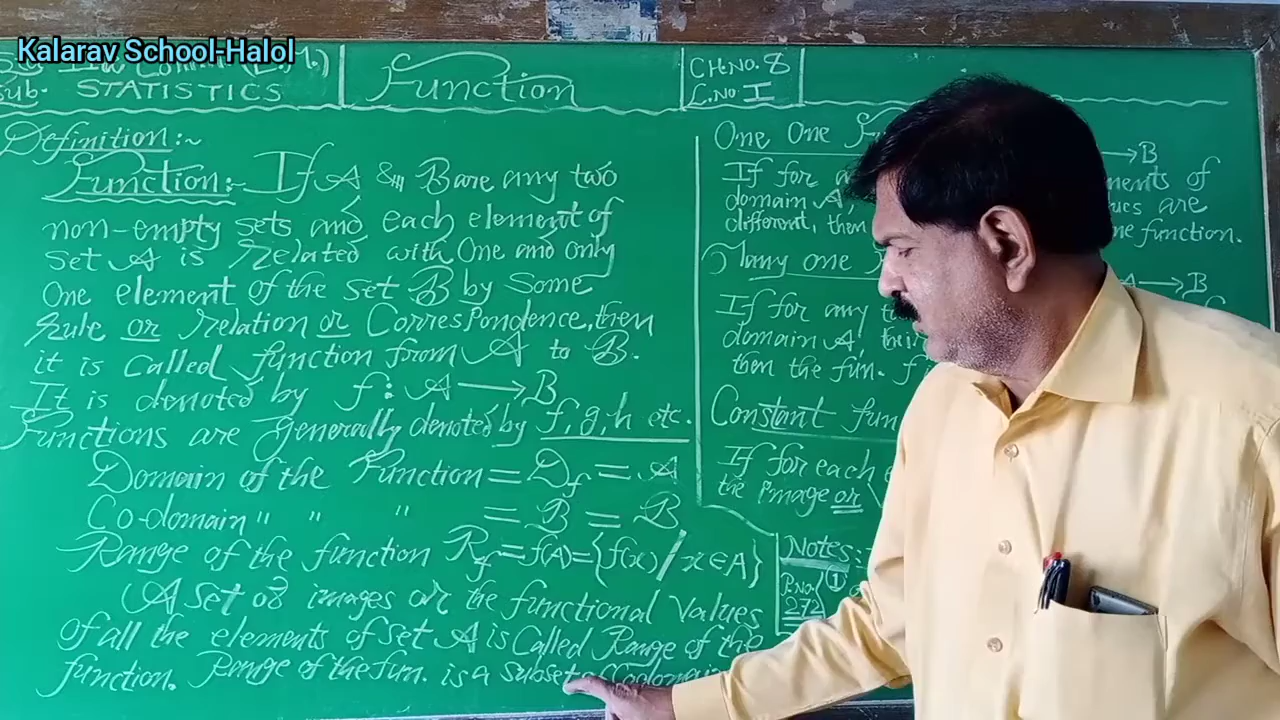 Kalarav School-Halol
Sub. STATISTICS
Function
CH.NO. 8
L.NO. I
Definition:~
Function:- If A & B are any two
non-empty sets and each element of
set A is related with One and only
One element of the set B by some
rule or relation or Correspondence, then
it is called function from A to B.
It is denoted by f: A → B
Functions are generally denoted by f, g, h etc.
Domain of the Function = Df = A
Co-domain " " " = B = B
Range of the function Rf = f(A) = {f(x) / x ∈ A}
A set of images or the functional values
of all the elements of set A is called Range of the
function. Range of the fun. is a subset
One One
→ B
If for
ments of
domain A,
ues are
different, then
ne function.
Many one
A → B
If for any
domain A, thei
then the fun. f i
Constant fun
If for each
the image or
Notes:-
P.No. 272
①